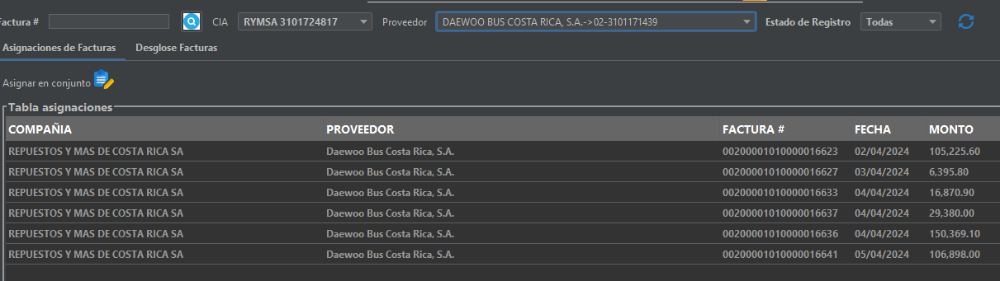 Factura # CIA RYMSA 3101724817 Proveedor DAEWOO BUS COSTA RICA, S.A.->02-3101171439 Estado de Registro Todas
Asignaciones de Facturas Desglose Facturas
Asignar en conjunto
Tabla asignaciones
COMPAÑIA PROVEEDOR FACTURA # FECHA MONTO
REPUESTOS Y MAS DE COSTA RICA SA Daewoo Bus Costa Rica, S.A. 00200001010000016623 02/04/2024 105,225.60
REPUESTOS Y MAS DE COSTA RICA SA Daewoo Bus Costa Rica, S.A. 00200001010000016627 03/04/2024 6,395.80
REPUESTOS Y MAS DE COSTA RICA SA Daewoo Bus Costa Rica, S.A. 00200001010000016633 04/04/2024 16,870.90
REPUESTOS Y MAS DE COSTA RICA SA Daewoo Bus Costa Rica, S.A. 00200001010000016637 04/04/2024 29,380.00
REPUESTOS Y MAS DE COSTA RICA SA Daewoo Bus Costa Rica, S.A. 00200001010000016636 04/04/2024 150,369.10
REPUESTOS Y MAS DE COSTA RICA SA Daewoo Bus Costa Rica, S.A. 00200001010000016641 05/04/2024 106,898.00